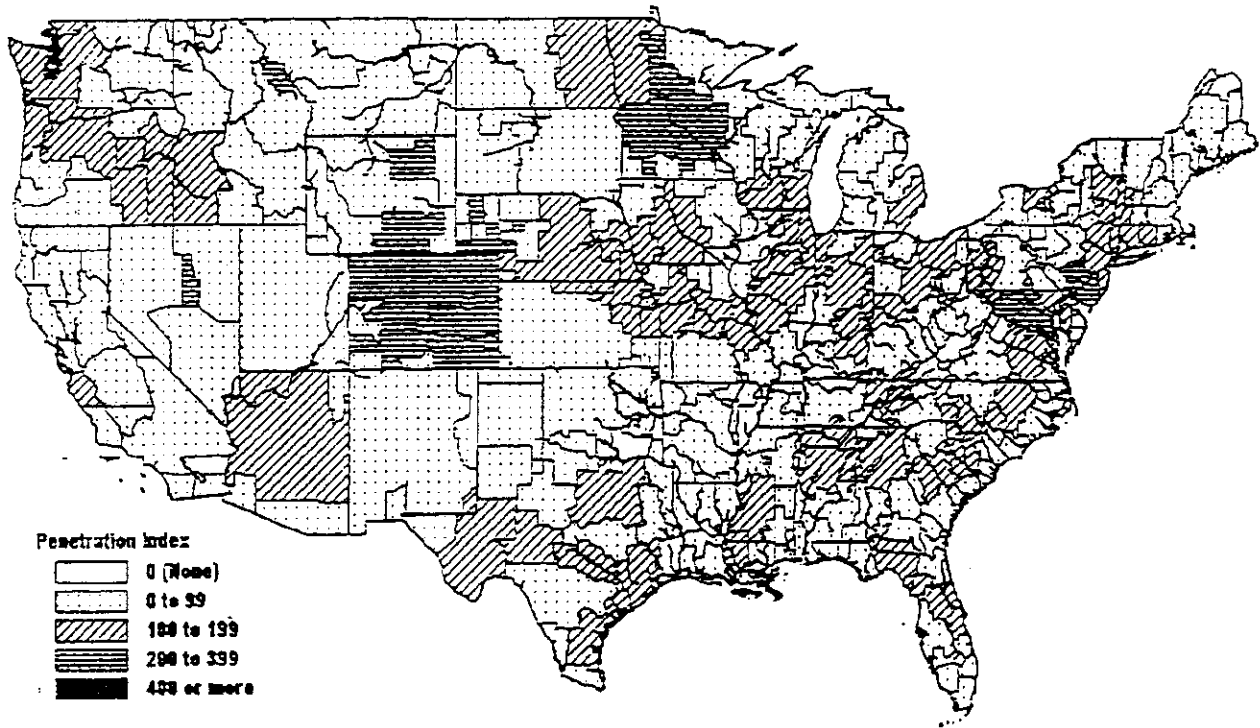 Penetration Index
0 (None)
0 to 99
100 to 199
200 to 399
400 or more